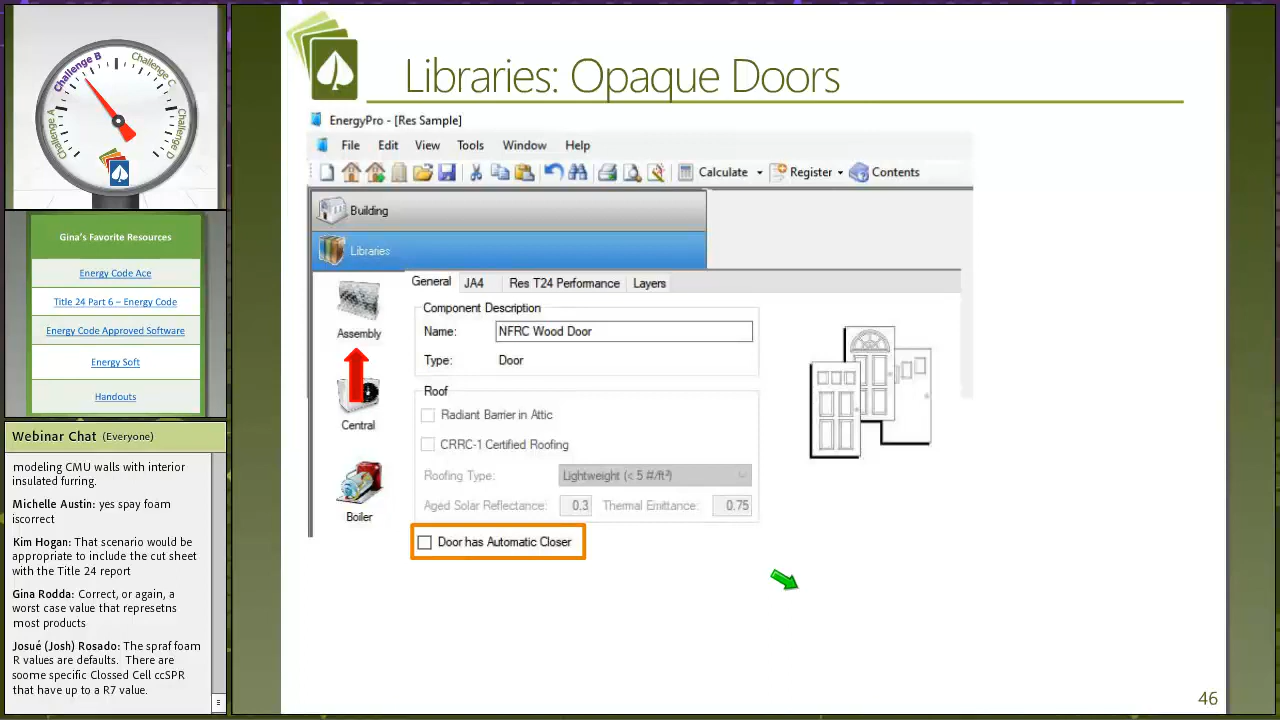 Challenge A
Challenge B
Challenge C
Challenge D
Gina's Favorite Resources
Energy Code Ace
Title 24 Part 6 – Energy Code
Energy Code Approved Software
Energy Soft
Handouts
Webinar Chat (Everyone)
modeling CMU walls with interior
insulated furring.
Michelle Austin: yes spay foam
iscorrect
Kim Hogan: That scenario would be
appropriate to include the cut sheet
with the Title 24 report
Gina Rodda: Correct, or again, a
worst case value that represetns
most products
Josué (Josh) Rosado: The spraf foam
R values are defaults. There are
soome specific Clossed Cell ccSPR
that have up to a R7 value.
Libraries: Opaque Doors
EnergyPro - [Res Sample]
File Edit View Tools Window Help
Calculate Register Contents
Building
Libraries
Assembly
Central
Boiler
General JA4 Res T24 Performance Layers
Component Description
Name: NFRC Wood Door
Type: Door
Roof
Radiant Barrier in Attic
CRRC-1 Certified Roofing
Roofing Type: Lightweight (< 5 #/ft²)
Aged Solar Reflectance: 0.3 Thermal Emittance: 0.75
Door has Automatic Closer
46